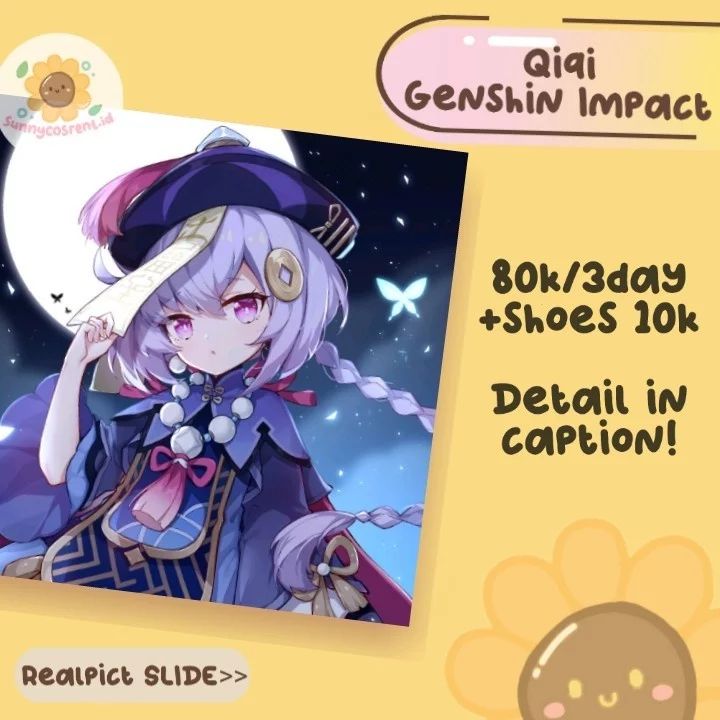 sunnycosrent.id
Qiqi
Genshin Impact
80k/3day
+Shoes 10k
Detail in
caption!
RealPict SLIDE>>